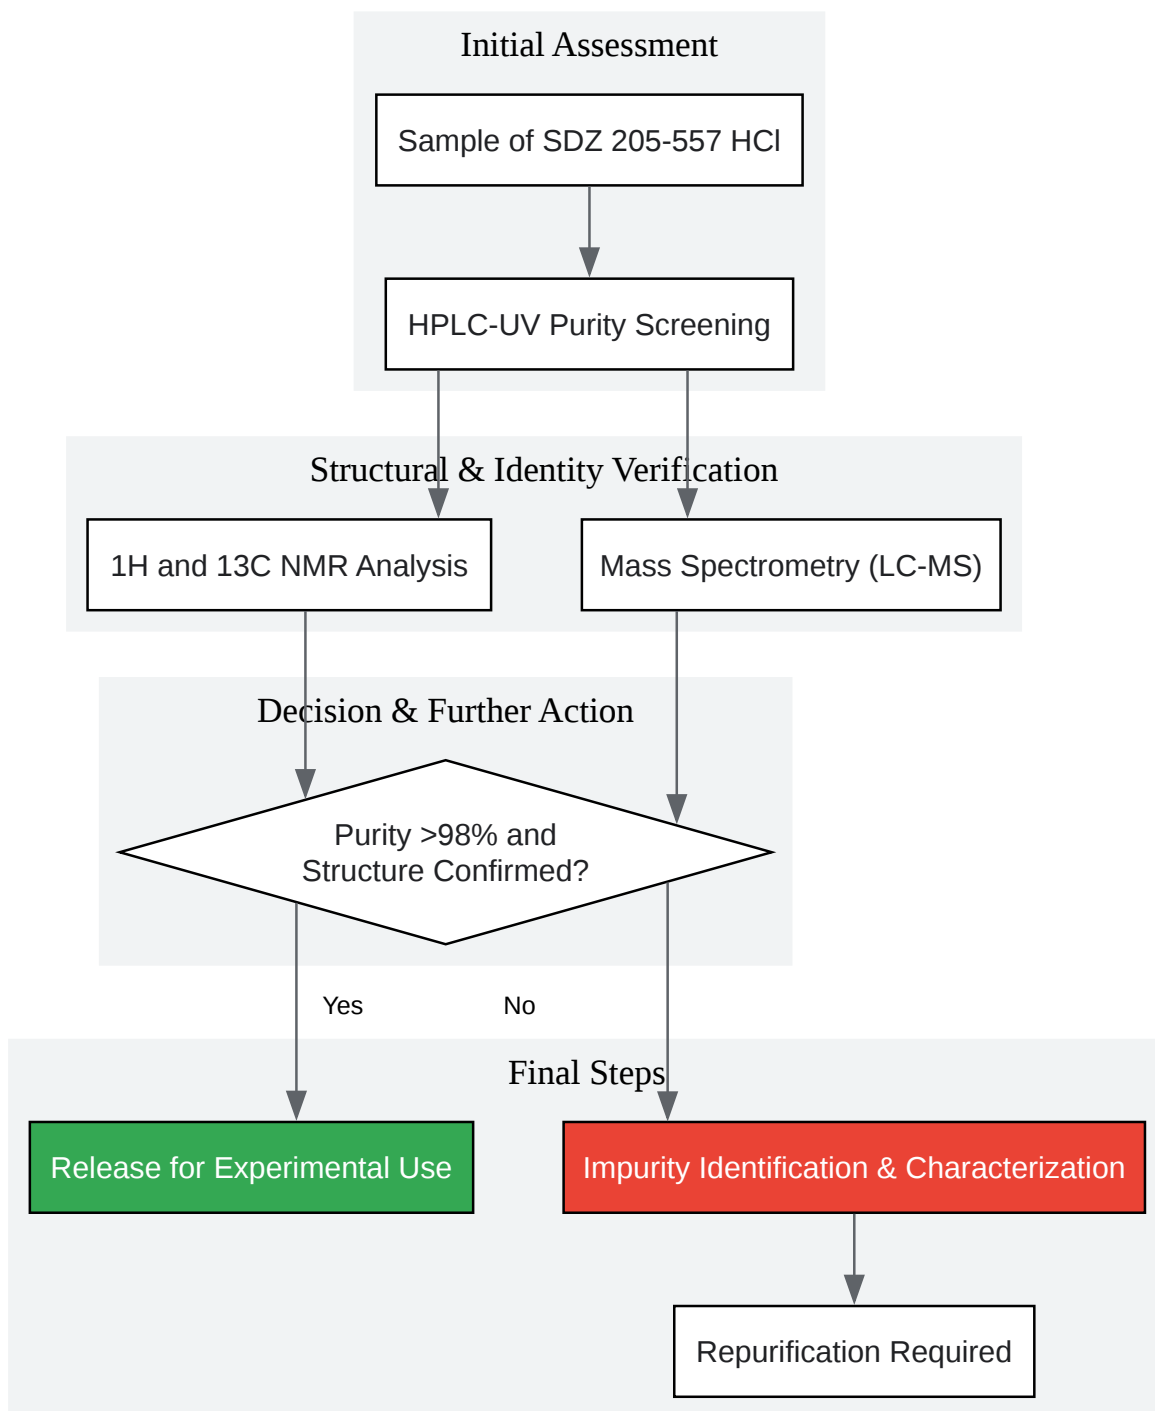 Initial Assessment
Sample of SDZ 205-557 HCl
HPLC-UV Purity Screening
Structural & Identity Verification
1H and 13C NMR Analysis
Mass Spectrometry (LC-MS)
Decision & Further Action
Purity >98% and
Structure Confirmed?
Yes
No
Final Steps
Release for Experimental Use
Impurity Identification & Characterization
Repurification Required